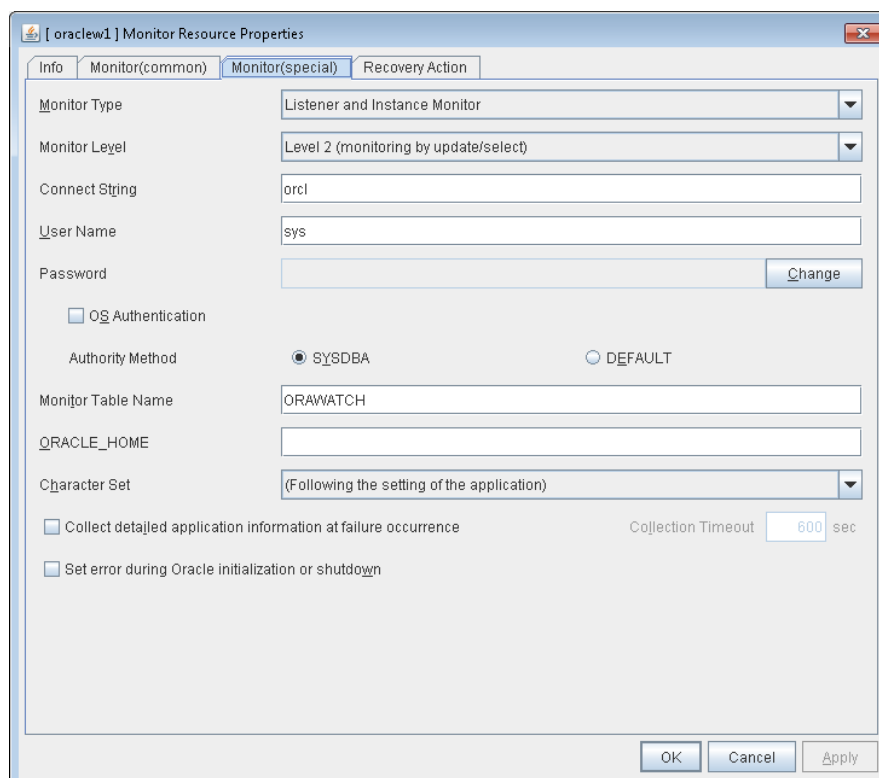 [ oraclew1 ] Monitor Resource Properties
Info Monitor(common) Monitor(special) Recovery Action
Monitor Type Listener and Instance Monitor
Monitor Level Level 2 (monitoring by update/select)
Connect String orcl
User Name sys
Password Change
OS Authentication
Authority Method SYSDBA DEFAULT
Monitor Table Name ORAWATCH
ORACLE_HOME
Character Set (Following the setting of the application)
Collect detailed application information at failure occurrence Collection Timeout 600 sec
Set error during Oracle initialization or shutdown
OK Cancel Apply